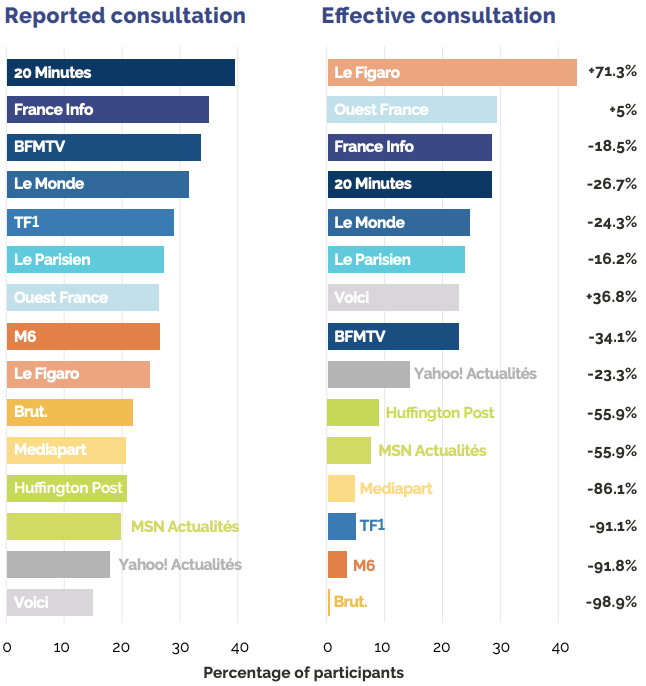 Reported consultation
20 Minutes
France Info
BFMTV
Le Monde
TF1
Le Parisien
Ouest France
M6
Le Figaro
Brut.
Mediapart
Huffington Post
MSN Actualités
Yahoo! Actualités
Voici
0 10 20 30 40
Effective consultation
Le Figaro +71.3%
Ouest France +5%
France Info -18.5%
20 Minutes -26.7%
Le Monde -24.3%
Le Parisien -16.2%
Voici +36.8%
BFMTV -34.1%
Yahoo! Actualités -23.3%
Huffington Post -55.9%
MSN Actualités -55.9%
Mediapart -86.1%
TF1 -91.1%
M6 -91.8%
Brut. -98.9%
0 10 20 30 40
Percentage of participants